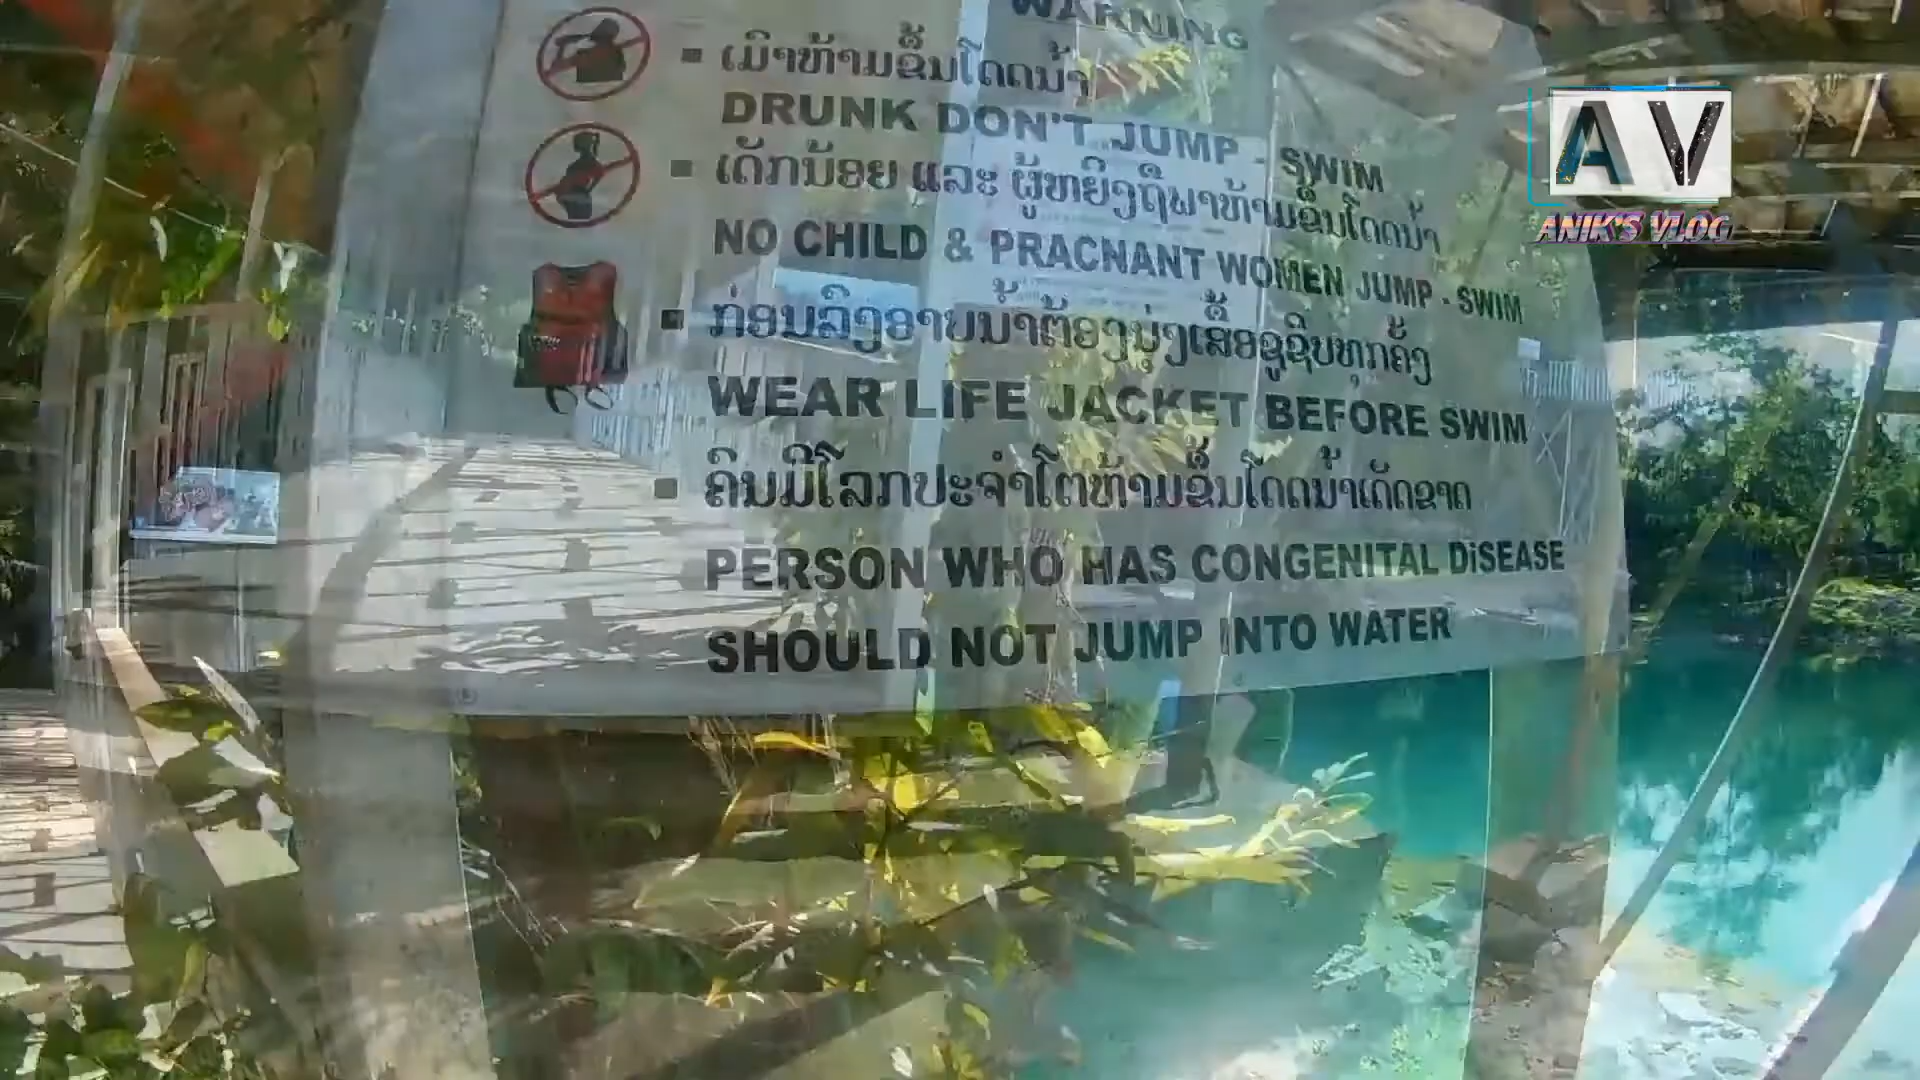 WARNING
ເມົາຫ້າມຂຶ້ນໂດດນ້ຳ
DRUNK DON'T JUMP - SWIM
ເດັກນ້ອຍ ແລະ ຜູ້ຫຍິງຖືພາຫ້າມຂຶ້ນໂດດນ້ຳ
NO CHILD & PRACNANT WOMEN JUMP - SWIM
ກ່ອນລົງອາບນ້ຳຕ້ອງນຸ່ງເສື້ອຊູຊີບທຸກຄັ້ງ
WEAR LIFE JACKET BEFORE SWIM
ຄົນມີໂລກປະຈຳໂຕຫ້າມຂຶ້ນໂດດນ້ຳເດັດຂາດ
PERSON WHO HAS CONGENITAL DiSEASE
SHOULD NOT JUMP INTO WATER
AV
ANIK'S VLOG